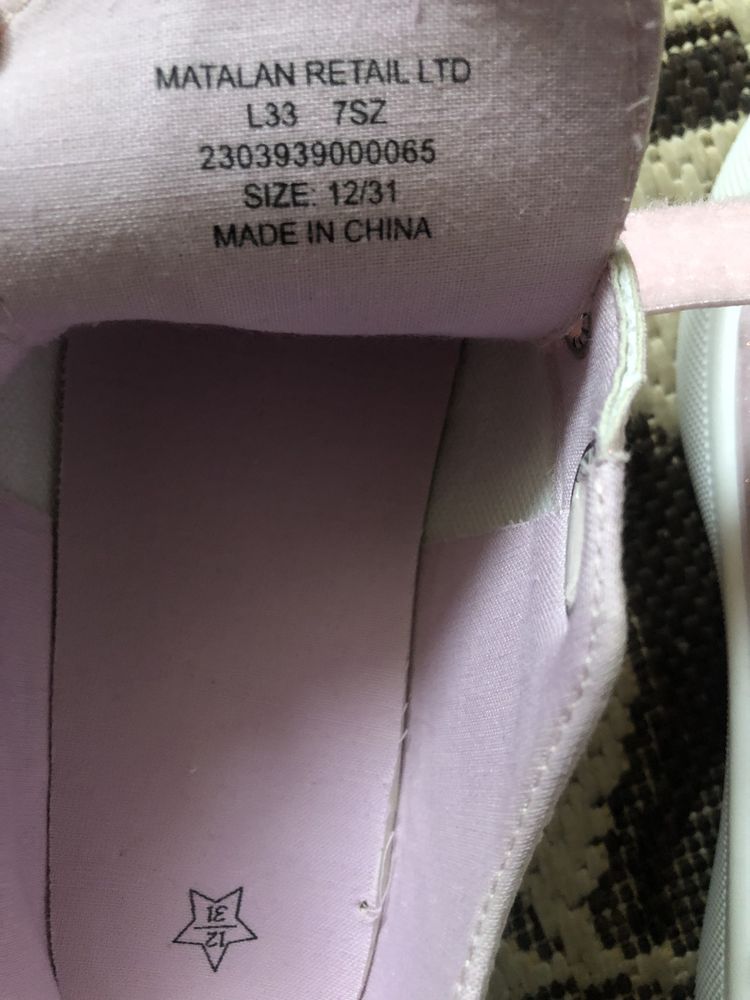 MATALAN RETAIL LTD
L33 7SZ
2303939000065
SIZE: 12/31
MADE IN CHINA
12
31